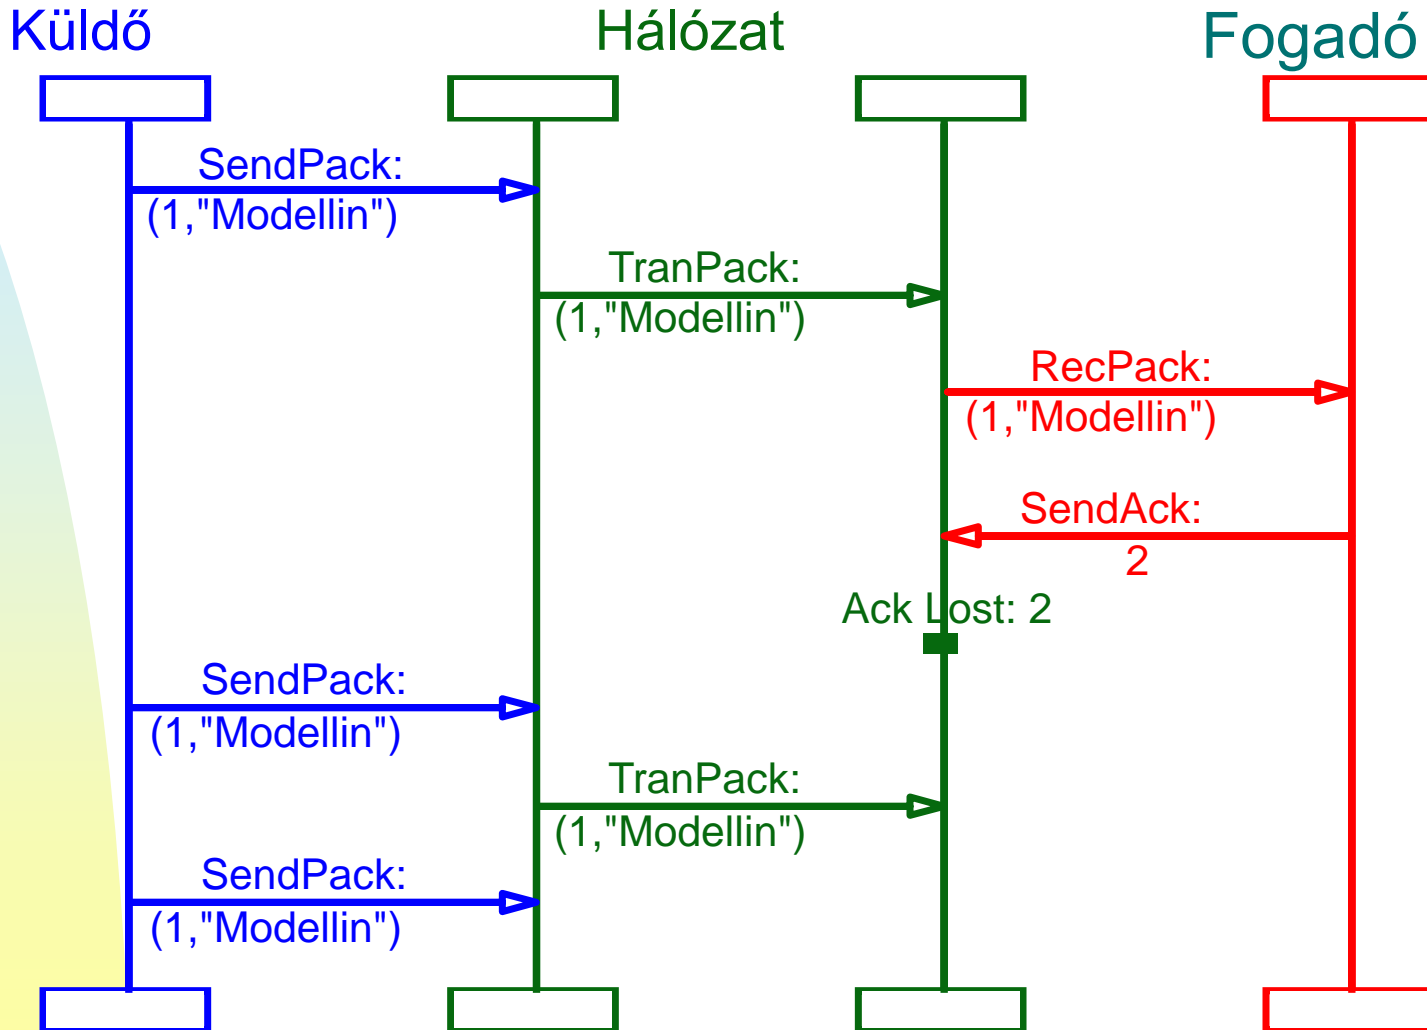 Küldő
Hálózat
Fogadó
SendPack:
(1,"Modellin")
TranPack:
(1,"Modellin")
RecPack:
(1,"Modellin")
SendAck:
2
Ack Lost: 2
SendPack:
(1,"Modellin")
TranPack:
(1,"Modellin")
SendPack:
(1,"Modellin")